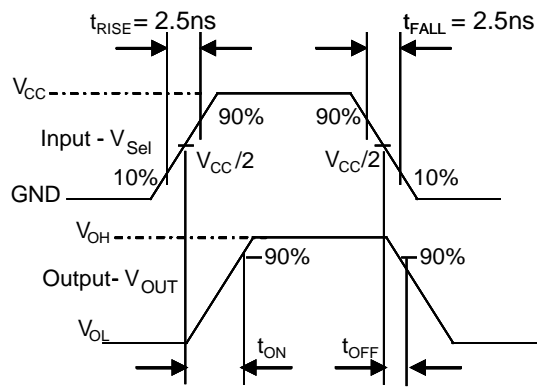 tRISE = 2.5ns
tFALL = 2.5ns
VCC
90%
90%
Input - VSel
VCC/2
VCC/2
10%
10%
GND
VOH
90%
90%
Output- VOUT
VOL
tON
tOFF